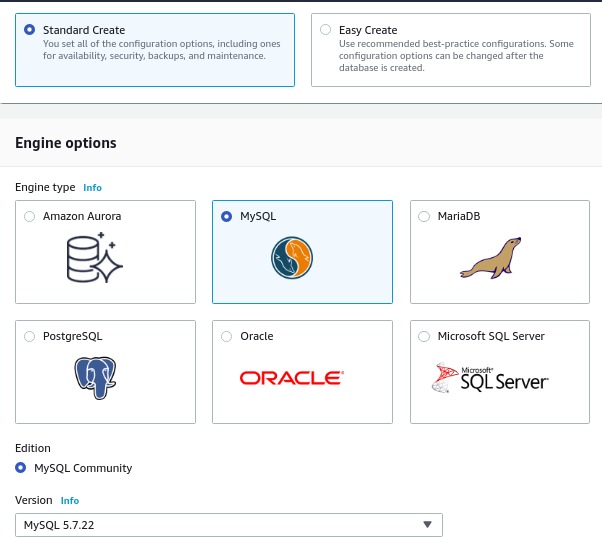 Standard Create
You set all of the configuration options, including ones
for availability, security, backups, and maintenance.
Easy Create
Use recommended best-practice configurations. Some
configuration options can be changed after the
database is created.
Engine options
Engine type Info
Amazon Aurora
MySQL
MariaDB
PostgreSQL
Oracle
ORACLE
Microsoft SQL Server
Microsoft
SQL Server
Edition
MySQL Community
Version Info
MySQL 5.7.22